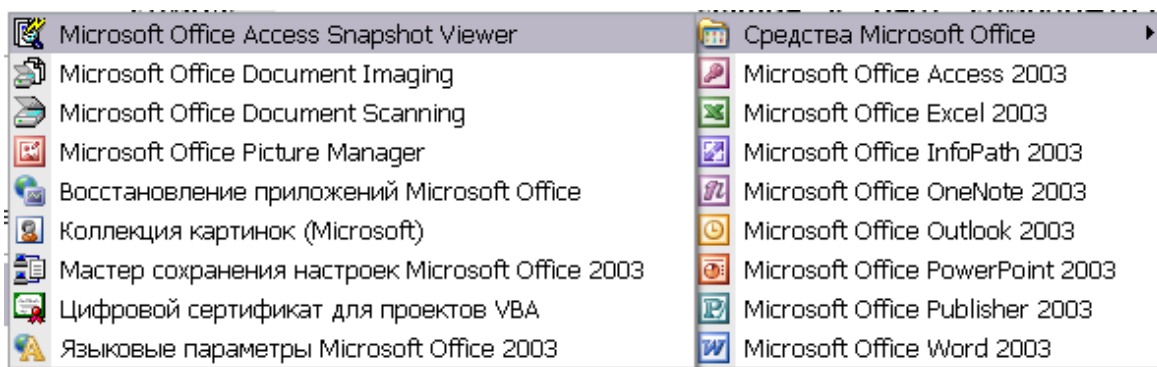 Microsoft Office Access Snapshot Viewer
Microsoft Office Document Imaging
Microsoft Office Document Scanning
Microsoft Office Picture Manager
Восстановление приложений Microsoft Office
Коллекция картинок (Microsoft)
Мастер сохранения настроек Microsoft Office 2003
Цифровой сертификат для проектов VBA
Языковые параметры Microsoft Office 2003
Средства Microsoft Office
Microsoft Office Access 2003
Microsoft Office Excel 2003
Microsoft Office InfoPath 2003
Microsoft Office OneNote 2003
Microsoft Office Outlook 2003
Microsoft Office PowerPoint 2003
Microsoft Office Publisher 2003
Microsoft Office Word 2003